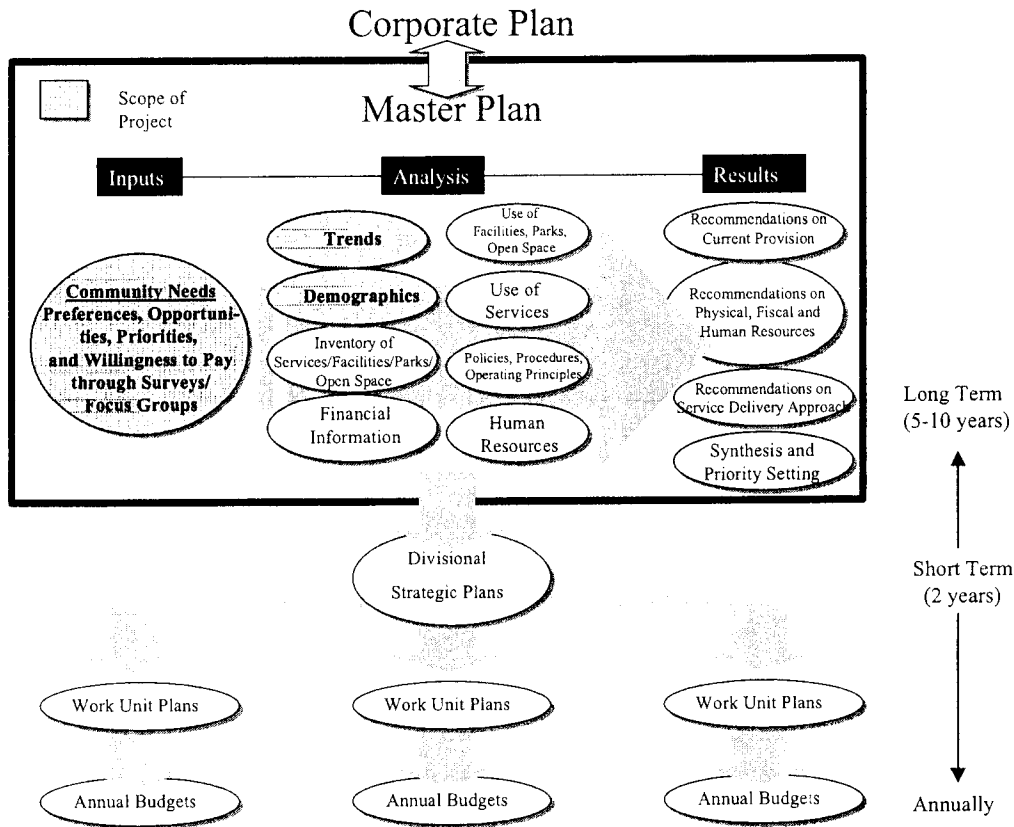 Corporate Plan
Scope of
Project
Master Plan
Inputs
Analysis
Results
Community Needs
Preferences, Opportuni-
ties, Priorities,
and Willingness to Pay
through Surveys/
Focus Groups
Trends
Demographics
Inventory of
Services/Facilities/Parks/
Open Space
Financial
Information
Use of
Facilities, Parks,
Open Space
Use of
Services
Policies, Procedures,
Operating Principles
Human
Resources
Recommendations on
Current Provision
Recommendations on
Physical, Fiscal and
Human Resources
Recommendations on
Service Delivery Approach
Synthesis and
Priority Setting
Long Term
(5-10 years)
Divisional
Strategic Plans
Short Term
(2 years)
Work Unit Plans
Work Unit Plans
Work Unit Plans
Annual Budgets
Annual Budgets
Annual Budgets
Annually